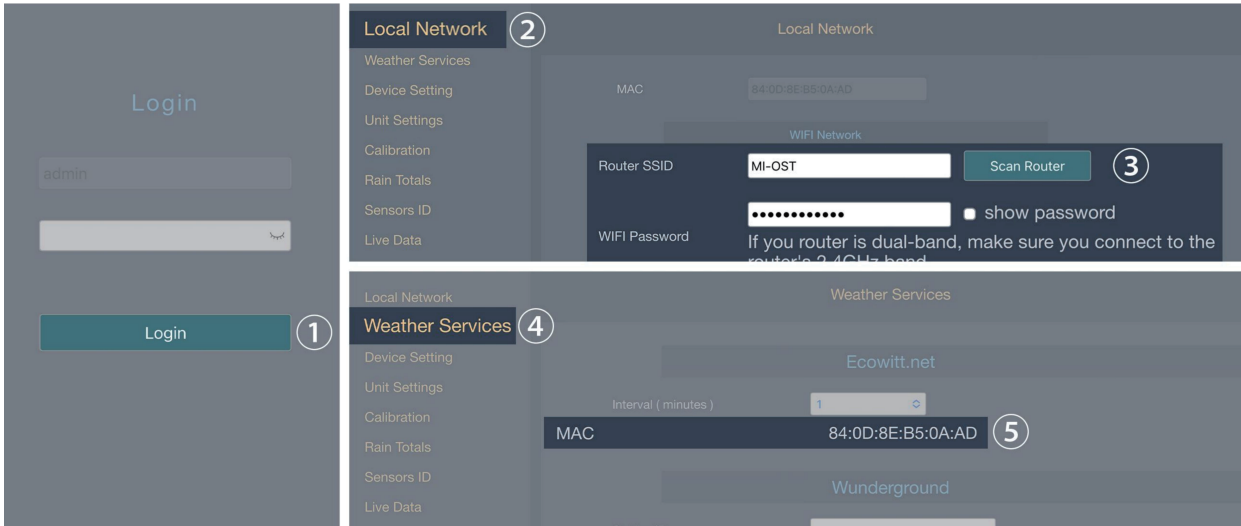 Login
admin
Login
1
Local Network
2
Weather Services
Device Setting
Unit Settings
Calibration
Rain Totals
Sensors ID
Live Data
Local Network
MAC
84:0D:8E:B5:0A:AD
WIFI Network
Router SSID
MI-OST
Scan Router
3
WIFI Password
••••••••••••
show password
If you router is dual-band, make sure you connect to the
router's 2.4GHz band
Local Network
Weather Services
4
Device Setting
Unit Settings
Calibration
Rain Totals
Sensors ID
Live Data
Weather Services
Ecowitt.net
Interval ( minutes )
1
MAC
84:0D:8E:B5:0A:AD
5
Wunderground